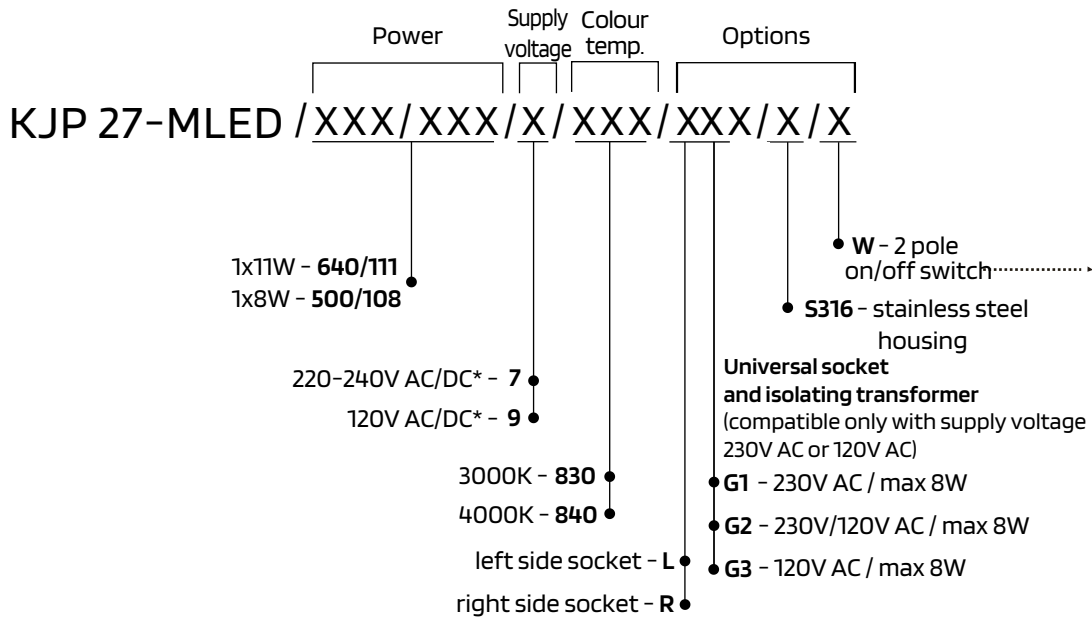 Power
Supply voltage
Colour temp.
Options
KJP 27-MLED /XXX/XXX/X/XXX/XXX/X/X
1x11W - 640/111
1x8W - 500/108
W - 2 pole
on/off switch
S316 - stainless steel
housing
220-240V AC/DC* - 7
120V AC/DC* - 9
Universal socket
and isolating transformer
(compatible only with supply voltage
230V AC or 120V AC)
3000K - 830
4000K - 840
G1 - 230V AC / max 8W
G2 - 230V/120V AC / max 8W
G3 - 120V AC / max 8W
left side socket - L
right side socket - R